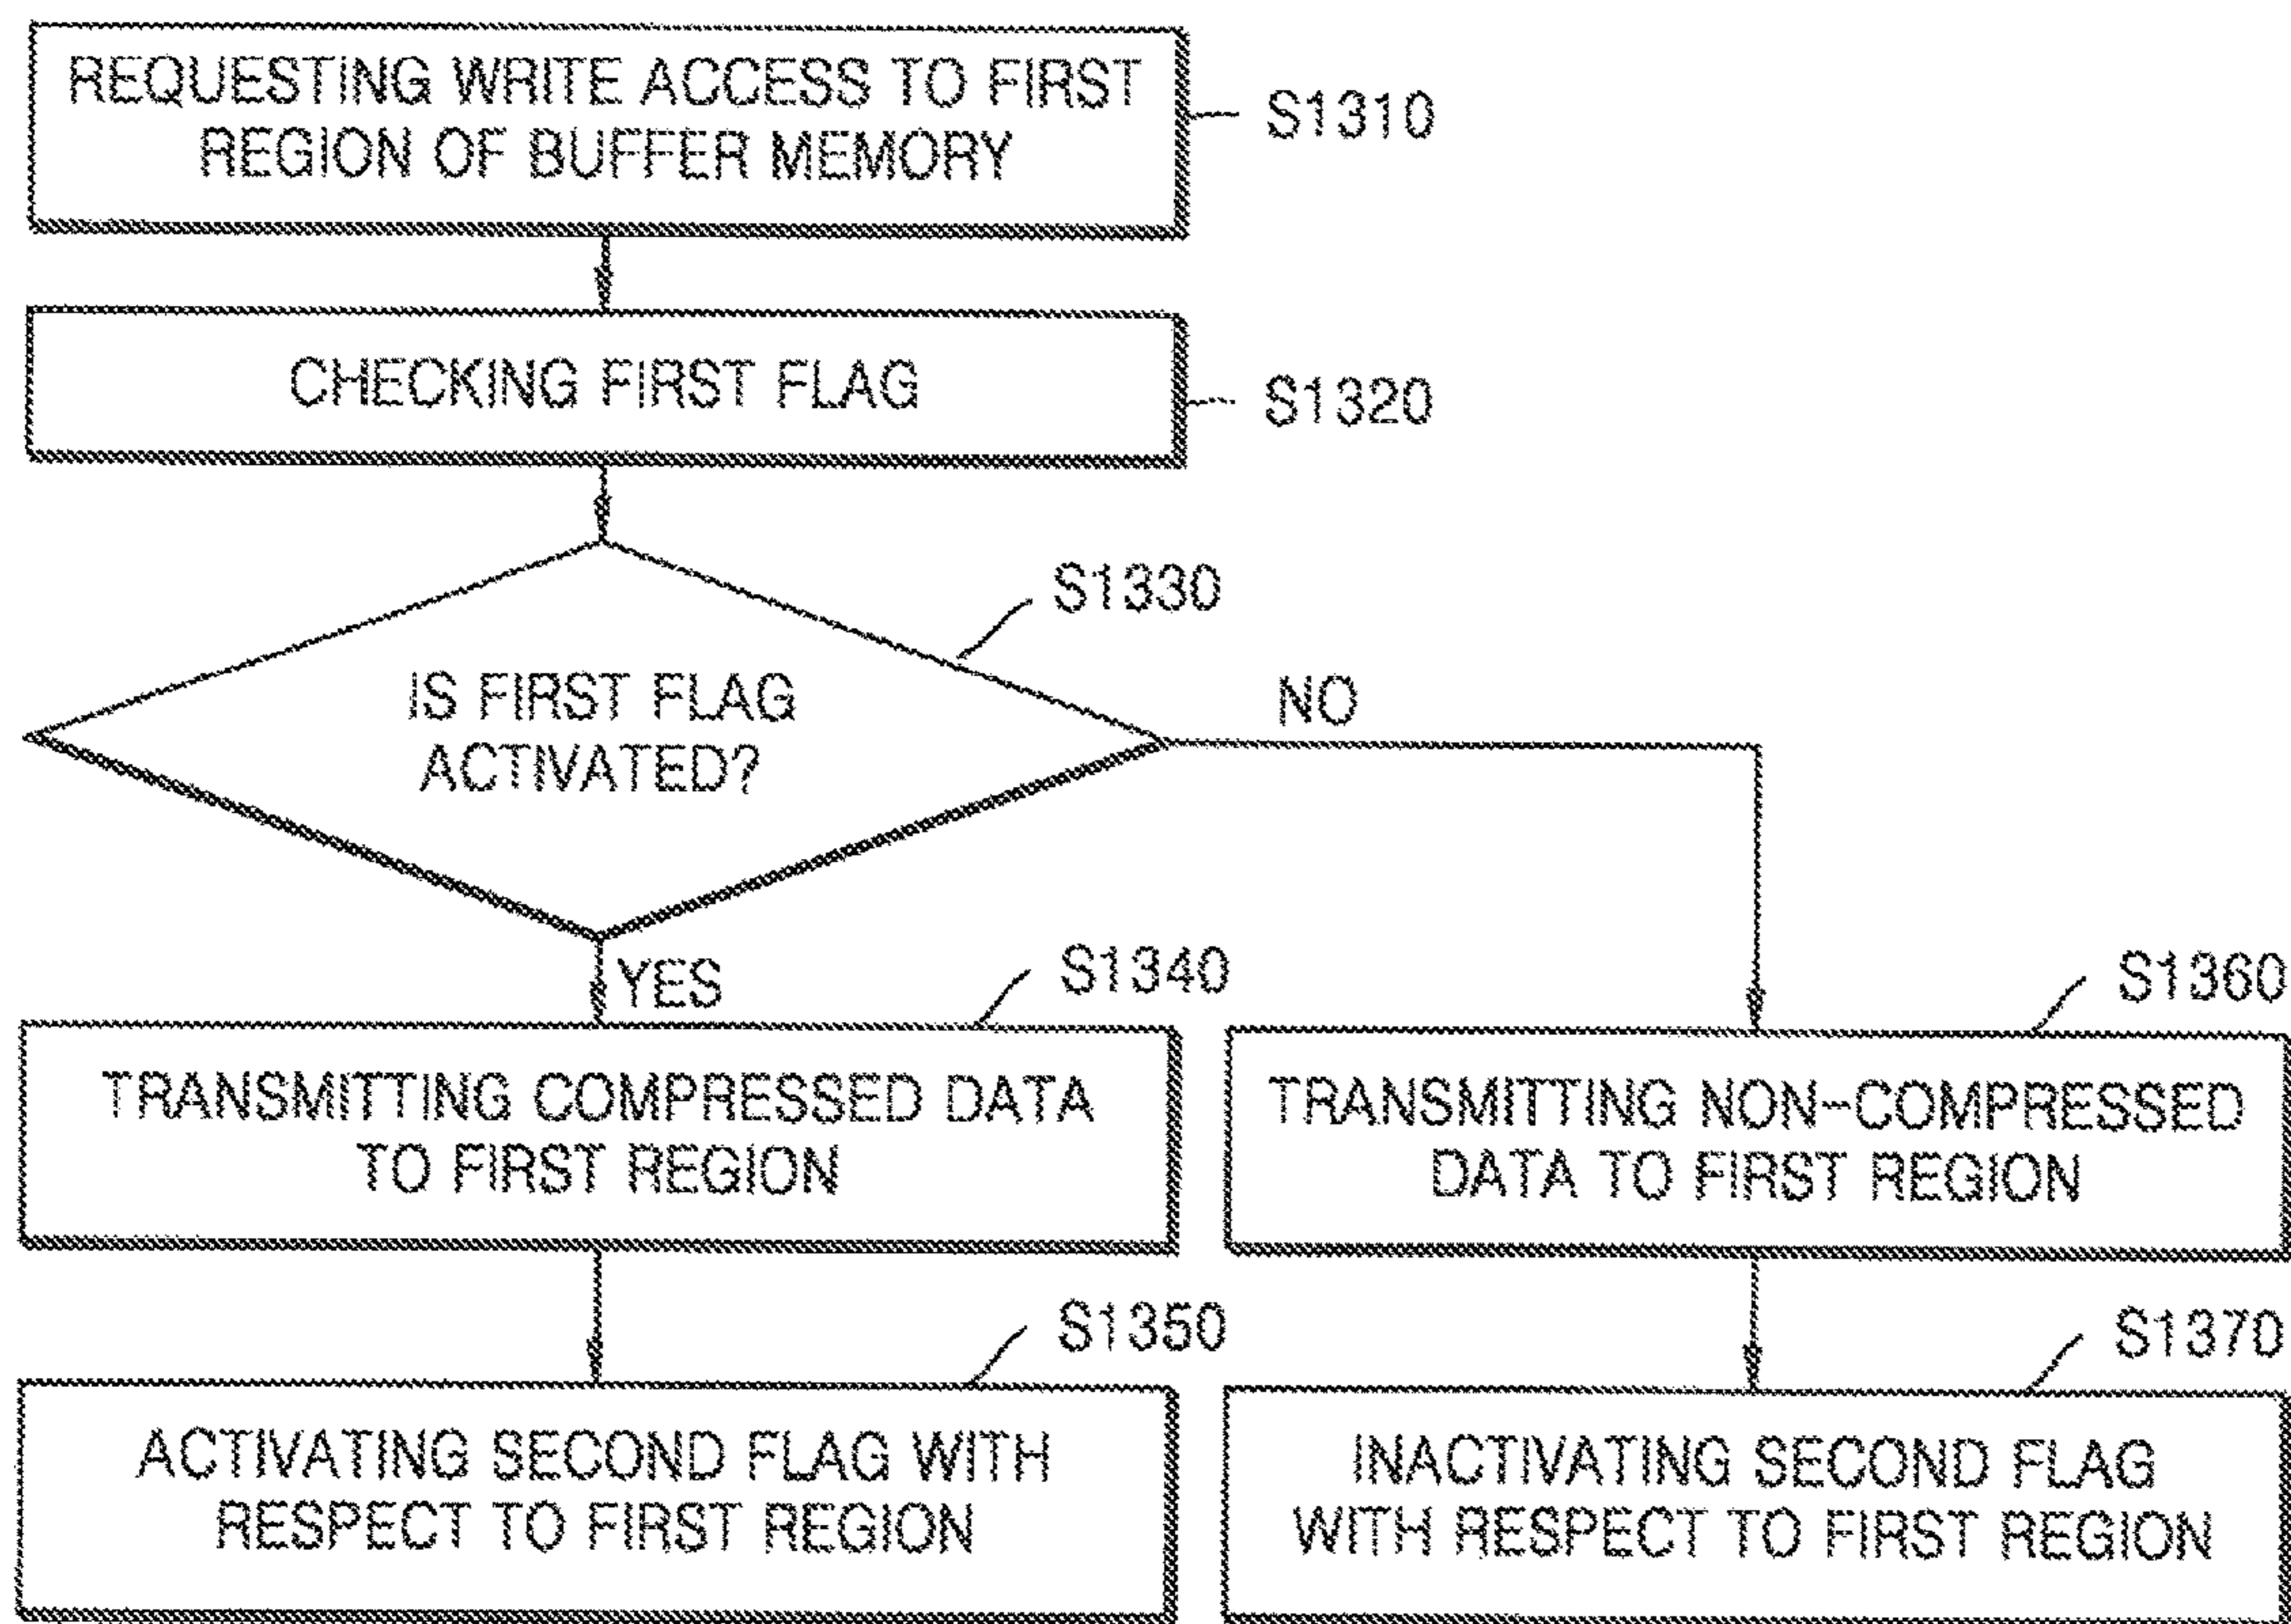 REQUESTING WRITE ACCESS TO FIRST
REGION OF BUFFER MEMORY
S1310
CHECKING FIRST FLAG
S1320
S1330
IS FIRST FLAG
ACTIVATED?
NO
YES
S1340
TRANSMITTING COMPRESSED DATA
TO FIRST REGION
S1360
TRANSMITTING NON-COMPRESSED
DATA TO FIRST REGION
S1350
ACTIVATING SECOND FLAG WITH
RESPECT TO FIRST REGION
S1370
INACTIVATING SECOND FLAG
WITH RESPECT TO FIRST REGION